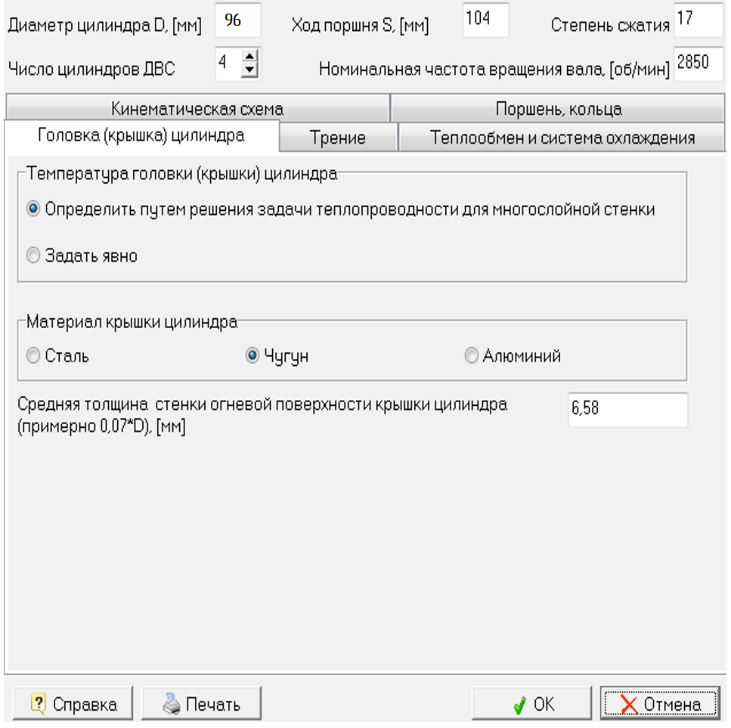 Диаметр цилиндра D, [мм] 96 Ход поршня S, [мм] 104 Степень сжатия 17
Число цилиндров ДВС 4 Номинальная частота вращения вала, [об/мин] 2850
Кинематическая схема Поршень, кольца
Головка (крышка) цилиндра Трение Теплообмен и система охлаждения
Температура головки (крышки) цилиндра
Определить путем решения задачи теплопроводности для многослойной стенки
Задать явно
Материал крышки цилиндра
Сталь Чугун Алюминий
Средняя толщина стенки огневой поверхности крышки цилиндра 6,58
(примерно 0,07*D), [мм]
Справка Печать OK Отмена